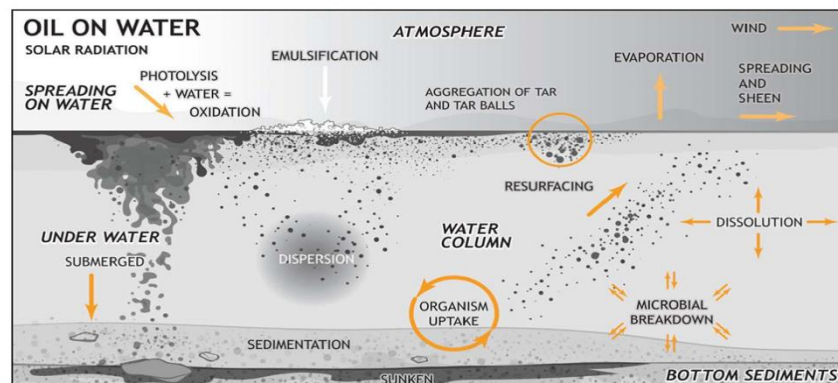 OIL ON WATER
SOLAR RADIATION
ATMOSPHERE
WIND
EMULSIFICATION
EVAPORATION
PHOTOLYSIS
+ WATER =
OXIDATION
SPREADING
ON WATER
AGGREGATION OF TAR
AND TAR BALLS
SPREADING
AND
SHEEN
RESURFACING
UNDER WATER
SUBMERGED
WATER
COLUMN
DISSOLUTION
DISPERSION
ORGANISM
UPTAKE
MICROBIAL
BREAKDOWN
SEDIMENTATION
SUNKEN
BOTTOM SEDIMENTS